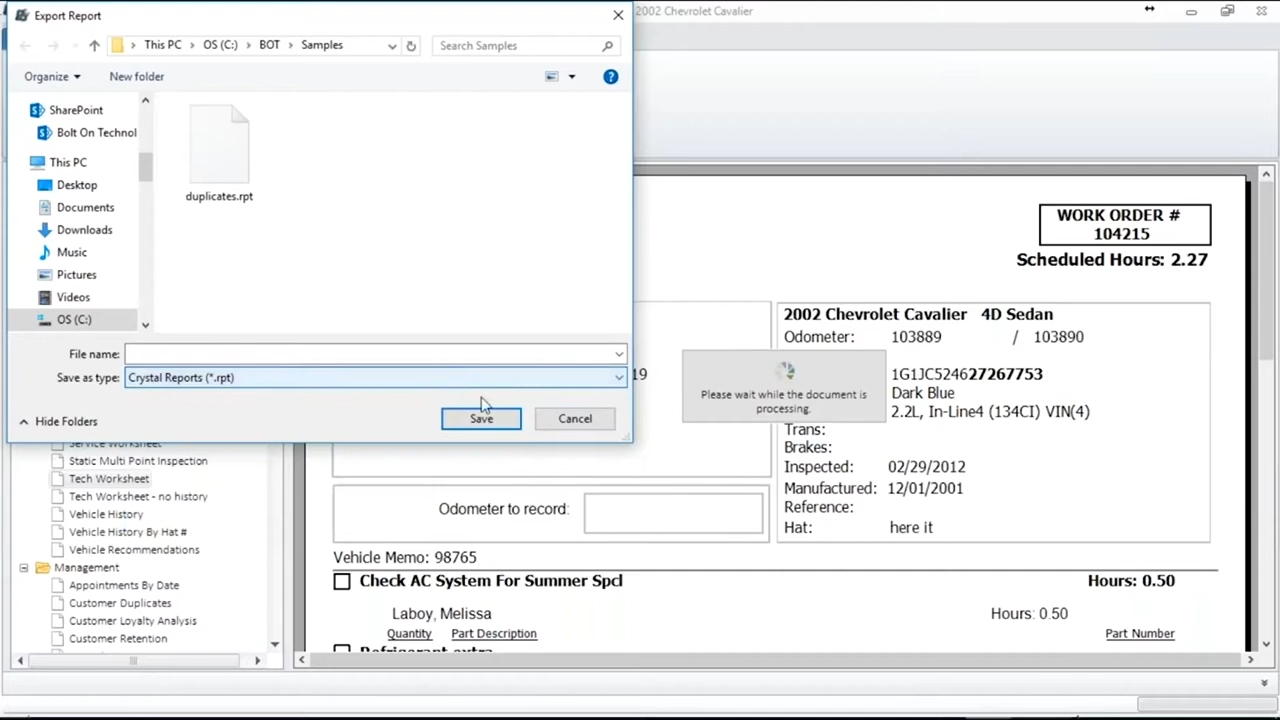 Export Report
2002 Chevrolet Cavalier
This PC > OS (C:) > BOT > Samples
Search Samples
Organize
New folder
SharePoint
Bolt On Technol
This PC
Desktop
Documents
Downloads
Music
Pictures
Videos
OS (C:)
duplicates.rpt
File name:
Save as type: Crystal Reports (*.rpt)
Hide Folders
Save
Cancel
Static Multi Point Inspection
Tech Worksheet
Tech Worksheet - no history
Vehicle History
Vehicle History By Hat #
Vehicle Recommendations
Management
Appointments By Date
Customer Duplicates
Customer Loyalty Analysis
Customer Retention
WORK ORDER #
104215
Scheduled Hours: 2.27
2002 Chevrolet Cavalier 4D Sedan
Odometer: 103889 / 103890
19
Please wait while the document is
processing.
1G1JC524627267753
Dark Blue
2.2L, In-Line4 (134CI) VIN(4)
Trans:
Brakes:
Inspected: 02/29/2012
Manufactured: 12/01/2001
Reference:
Hat: here it
Odometer to record:
Vehicle Memo: 98765
Check AC System For Summer Spcl Hours: 0.50
Laboy, Melissa Hours: 0.50
Quantity Part Description Part Number
Refrigerant extra